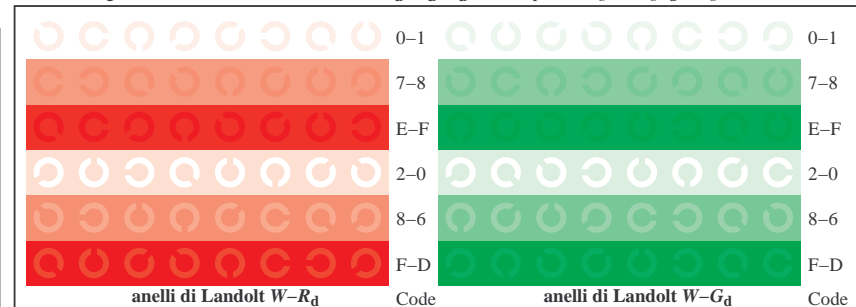 0–1 0–1
7–8 7–8
E–F E–F
2–0 2–0
8–6 8–6
F–D F–D
anelli di Landolt W–Rd Code anelli di Landolt W–Gd Code